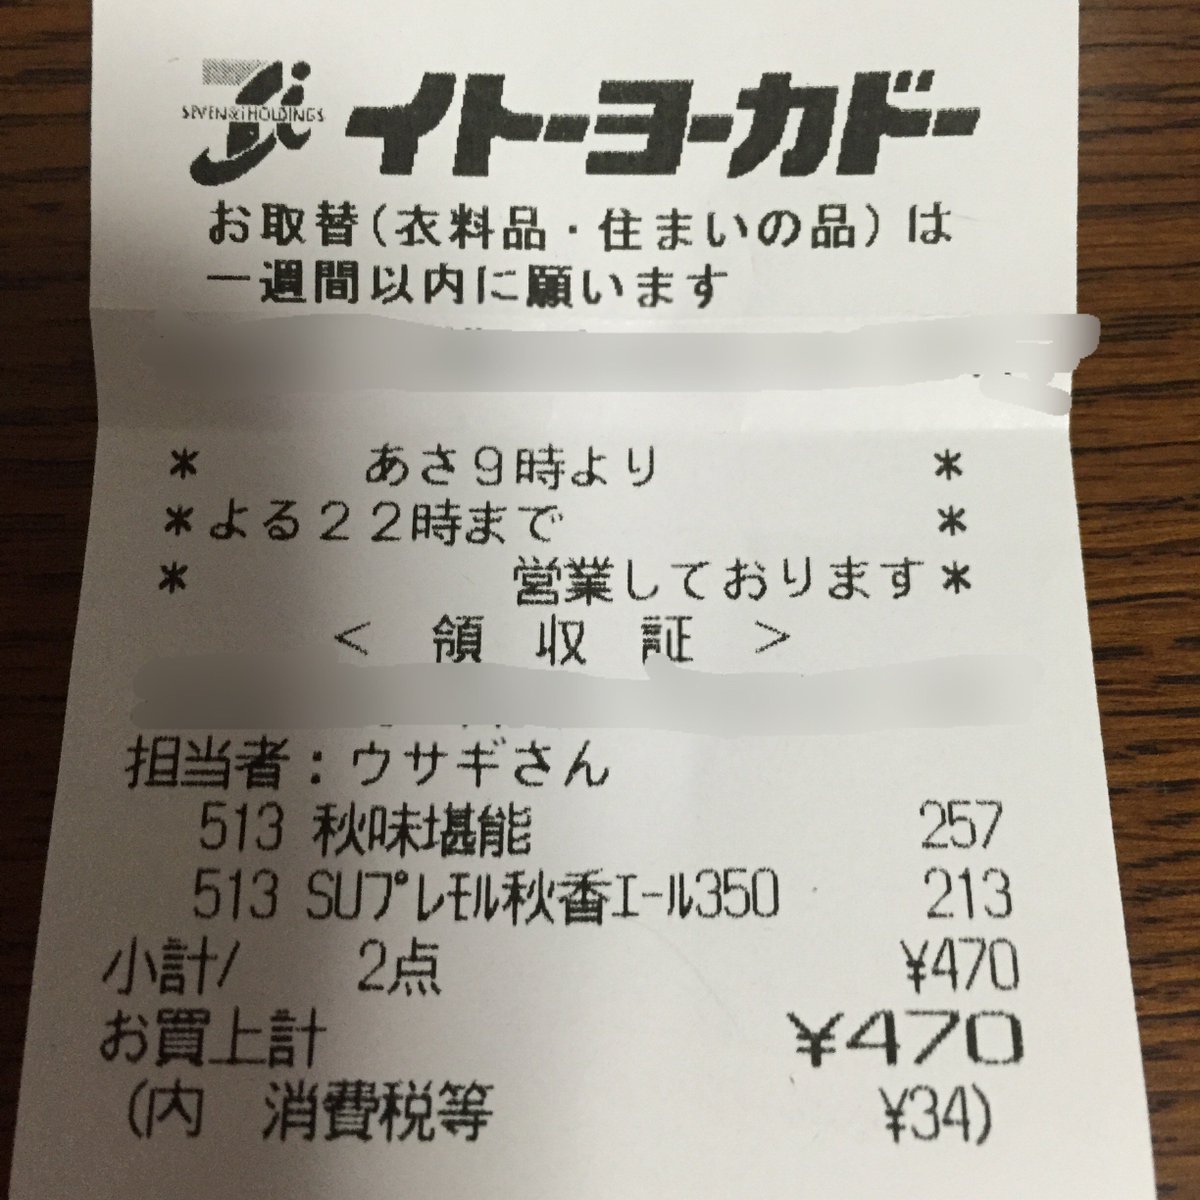 SEVEN&i HOLDINGS
イトーヨーカドー
お取替(衣料品・住まいの品)は
一週間以内に願います
* あさ9時より *
*よる22時まで *
* 営業しております*
< 領 収 証 >
担当者:ウサギさん
513 秋味堪能 257
513 SUプレモル秋香エール350 213
小計/ 2点 ¥470
お買上計 ¥470
(内 消費税等 ¥34)